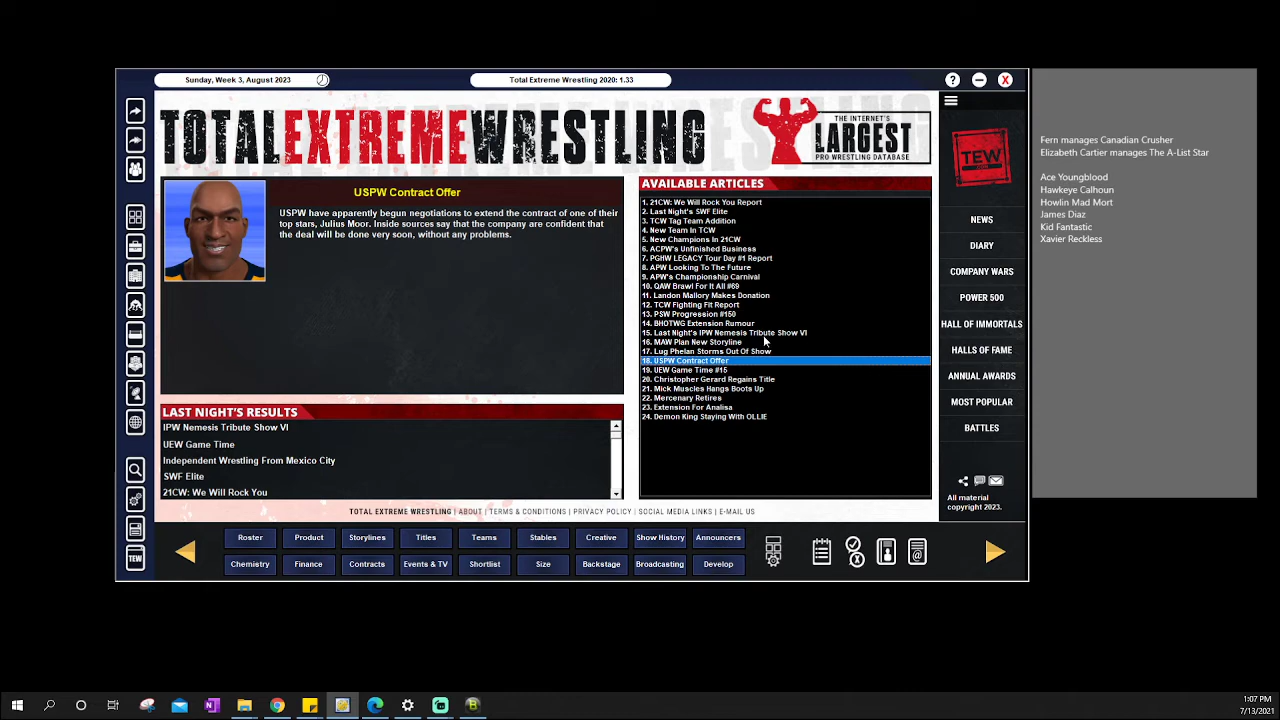 Sunday, Week 3, August 2023
Total Extreme Wrestling 2020: 1.33
TOTALEXTREMEWRESTLING
THE INTERNET'S
LARGEST
PRO WRESTLING DATABASE
TEW
.COM
USPW Contract Offer
USPW have apparently begun negotiations to extend the contract of one of their
top stars, Julius Moor. Inside sources say that the company are confident that
the deal will be done very soon, without any problems.
LAST NIGHT'S RESULTS
IPW Nemesis Tribute Show VI
UEW Game Time
Independent Wrestling From Mexico City
SWF Elite
21CW: We Will Rock You
AVAILABLE ARTICLES
1. 21CW: We Will Rock You Report
2. Last Night's SWF Elite
3. TCW Tag Team Addition
4. New Team In TCW
5. New Champions In 21CW
6. ACPW's Unfinished Business
7. PGHW LEGACY Tour Day #1 Report
8. APW Looking To The Future
9. APW's Championship Carnival
10. QAW Brawl For It All #69
11. Landon Mallory Makes Donation
12. TCW Fighting Fit Report
13. PSW Progression #150
14. BHOTWG Extension Rumour
15. Last Night's IPW Nemesis Tribute Show VI
16. MAW Plan New Storyline
17. Lug Phelan Storms Out Of Show
18. USPW Contract Offer
19. UEW Game Time #15
20. Christopher Gerard Regains Title
21. Mick Muscles Hangs Boots Up
22. Mercenary Retires
23. Extension For Analisa
24. Demon King Staying With OLLIE
NEWS
DIARY
COMPANY WARS
POWER 500
HALL OF IMMORTALS
HALLS OF FAME
ANNUAL AWARDS
MOST POPULAR
BATTLES
All material
copyright 2023.
TOTAL EXTREME WRESTLING | ABOUT | TERMS & CONDITIONS | PRIVACY POLICY | SOCIAL MEDIA LINKS | E-MAIL US
Roster Product Storylines Titles Teams Stables Creative Show History Announcers
Chemistry Finance Contracts Events & TV Shortlist Size Backstage Broadcasting Develop
TEW
Fern manages Canadian Crusher
Elizabeth Cartier manages The A-List Star
Ace Youngblood
Hawkeye Calhoun
Howlin Mad Mort
James Diaz
Kid Fantastic
Xavier Reckless
1:07 PM
7/13/2021